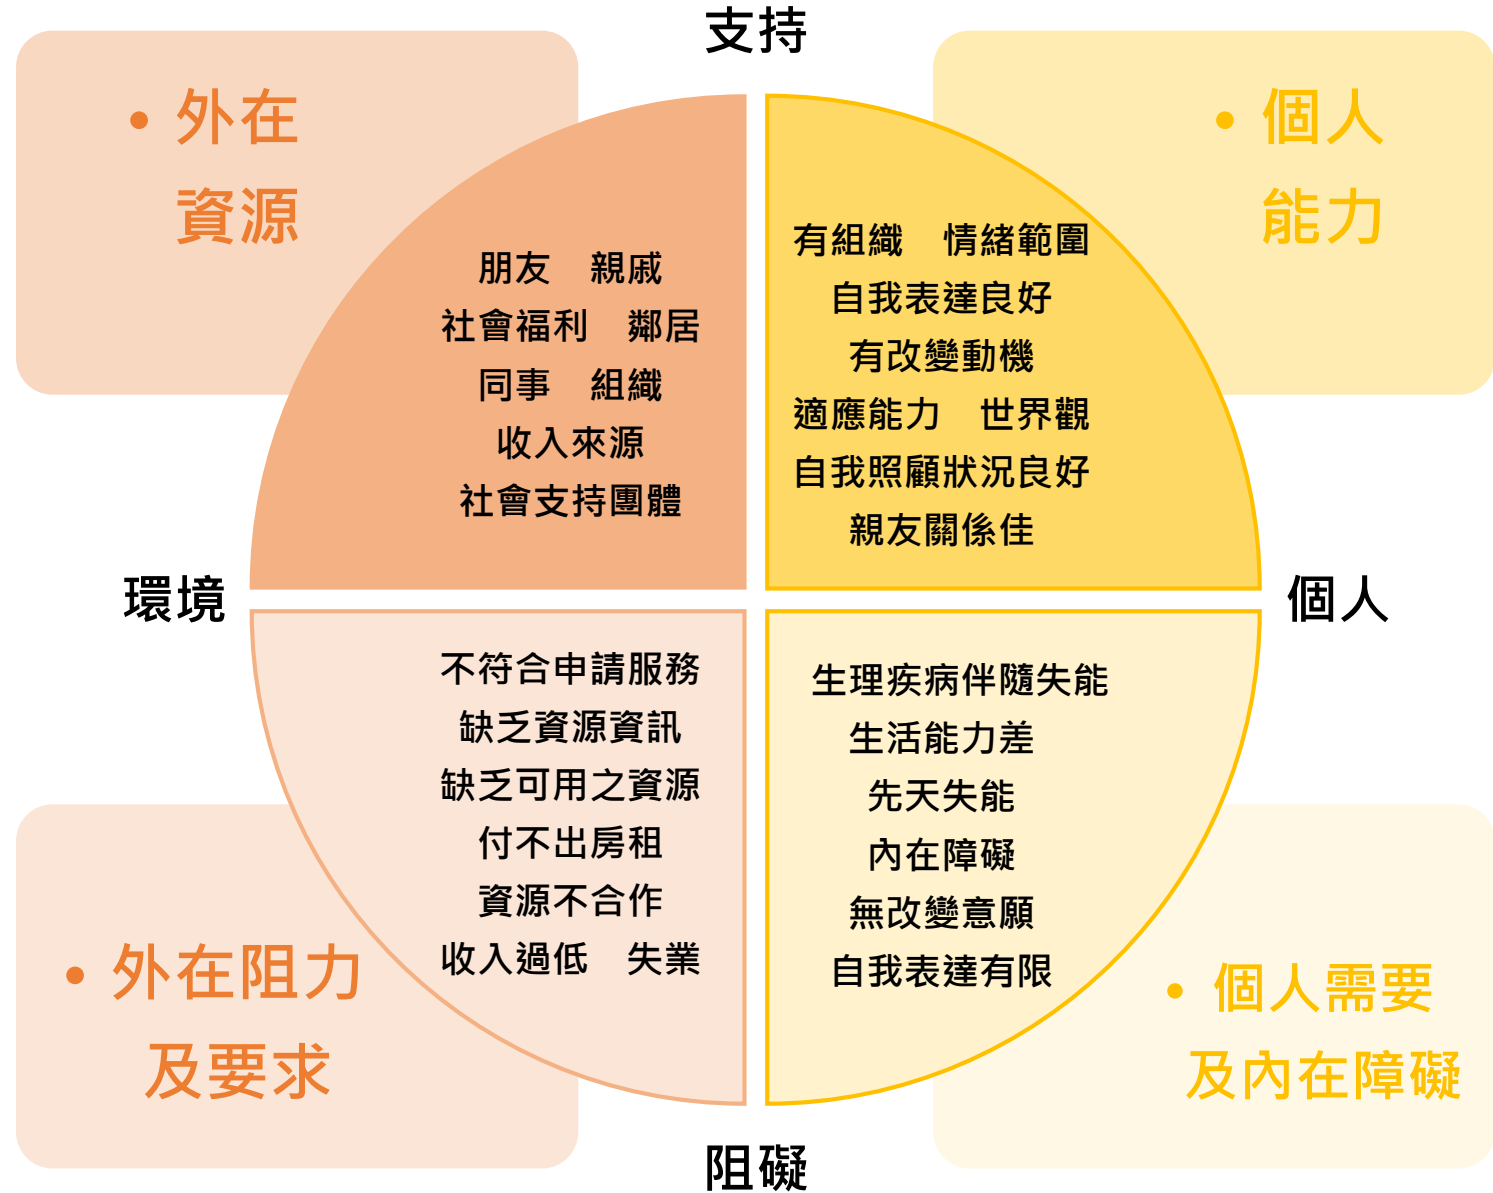 支持
• 外在
資源
• 個人
能力
朋友　親戚
社會福利　鄰居
同事　組織
收入來源
社會支持團體
有組織　情緒範圍
自我表達良好
有改變動機
適應能力　世界觀
自我照顧狀況良好
親友關係佳
環境
個人
不符合申請服務
缺乏資源資訊
缺乏可用之資源
付不出房租
資源不合作
收入過低　失業
生理疾病伴隨失能
生活能力差
先天失能
內在障礙
無改變意願
自我表達有限
• 外在阻力
及要求
• 個人需要
及內在障礙
阻礙